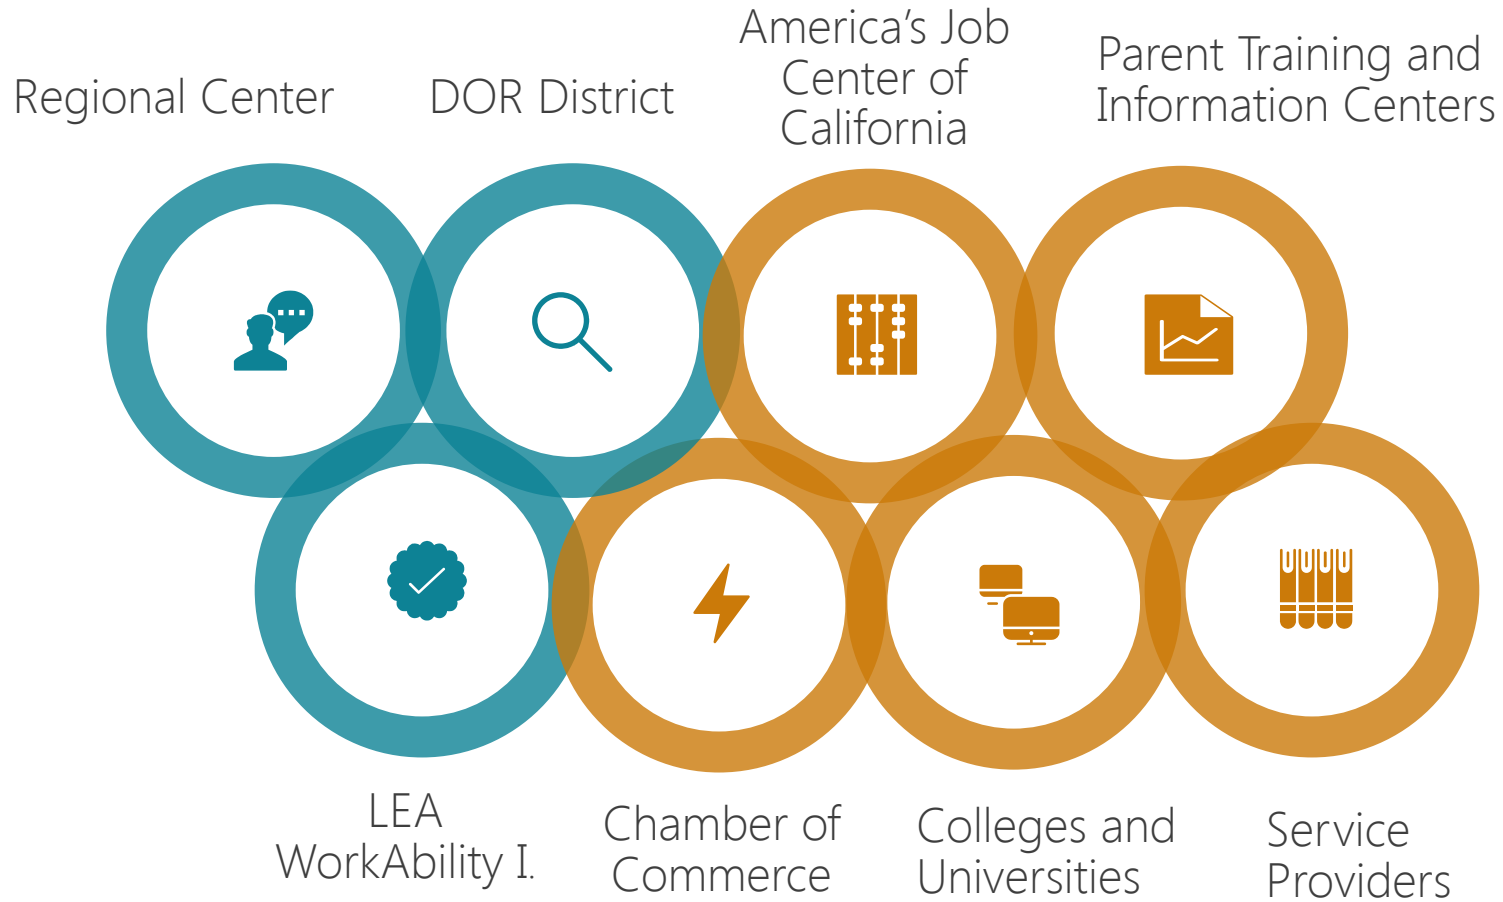 Regional Center
DOR District
America’s Job
Center of
California
Parent Training and
Information Centers
LEA
WorkAbility I.
Chamber of
Commerce
Colleges and
Universities
Service
Providers